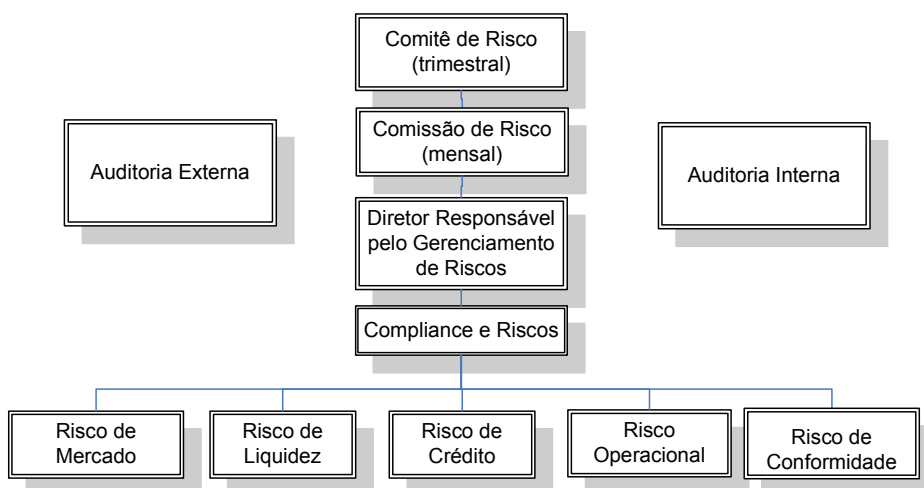 Comitê de Risco
(trimestral)
Auditoria Externa
Comissão de Risco
(mensal)
Auditoria Interna
Diretor Responsável
pelo Gerenciamento
de Riscos
Compliance e Riscos
Risco de
Mercado
Risco de
Liquidez
Risco de
Crédito
Risco
Operacional
Risco de
Conformidade